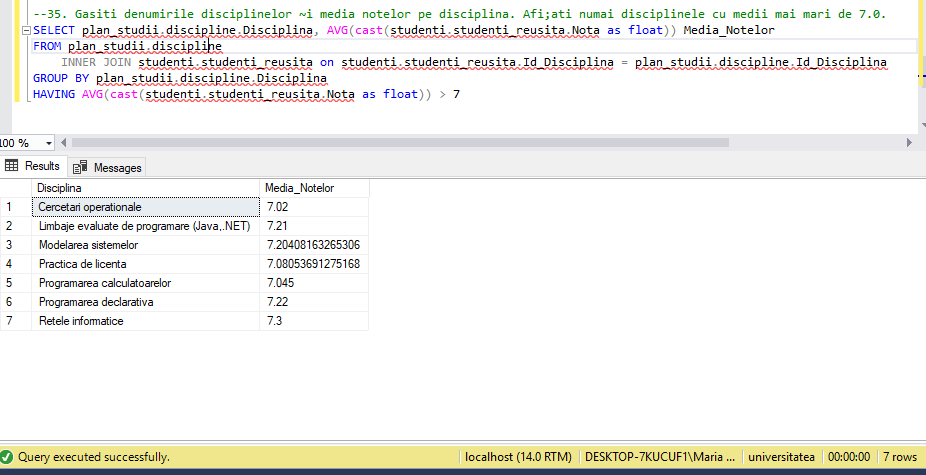 --35. Gasiti denumirile disciplinelor ~i media notelor pe disciplina. Afi;ati numai disciplinele cu medii mai mari de 7.0.
SELECT plan_studii.discipline.Disciplina, AVG(cast(studenti.studenti_reusita.Nota as float)) Media_Notelor
FROM plan_studii.discipline
INNER JOIN studenti.studenti_reusita on studenti.studenti_reusita.Id_Disciplina = plan_studii.discipline.Id_Disciplina
GROUP BY plan_studii.discipline.Disciplina
HAVING AVG(cast(studenti.studenti_reusita.Nota as float)) > 7
100 %
Results Messages
Disciplina Media_Notelor
1 Cercetari operationale 7.02
2 Limbaje evaluate de programare (Java,.NET) 7.21
3 Modelarea sistemelor 7.20408163265306
4 Practica de licenta 7.08053691275168
5 Programarea calculatoarelor 7.045
6 Programarea declarativa 7.22
7 Retele informatice 7.3
Query executed successfully. localhost (14.0 RTM) DESKTOP-7KUCUF1\Maria ... universitatea 00:00:00 7 rows